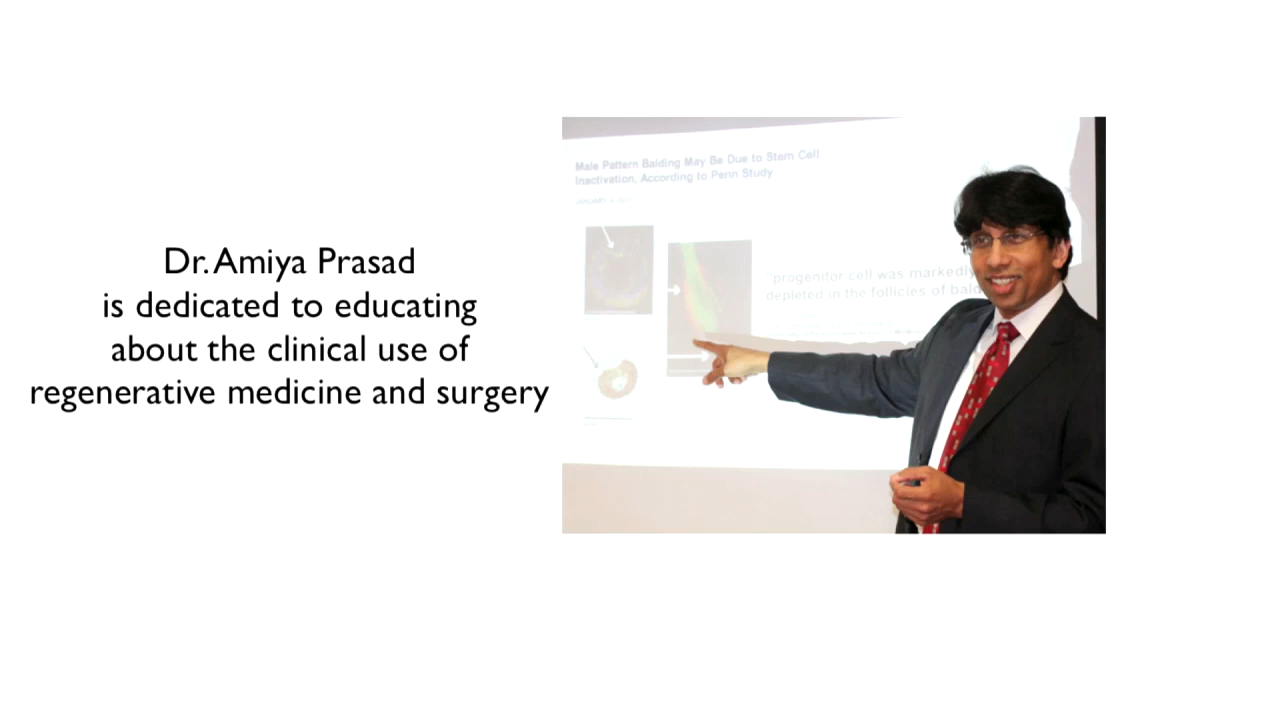 Dr. Amiya Prasad
is dedicated to educating
about the clinical use of
regenerative medicine and surgery
Male Pattern Balding May Be Due to Stem Cell
Inactivation, According to Penn Study
"progenitor cell was markedly
depleted in the follicles of bald